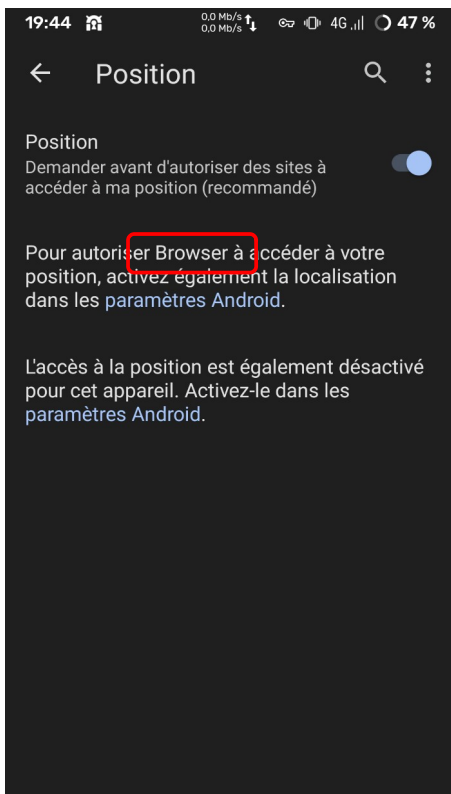 19:44 0,0 Mb/s 4G 47 %
0,0 Mb/s
Position
Position
Demander avant d'autoriser des sites à
accéder à ma position (recommandé)
Pour autoriser Browser à accéder à votre
position, activez également la localisation
dans les paramètres Android.
L'accès à la position est également désactivé
pour cet appareil. Activez-le dans les
paramètres Android.